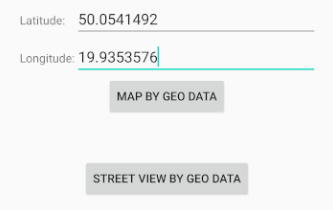 Latitude: 50.0541492
Longitude: 19.9353576
MAP BY GEO DATA
STREET VIEW BY GEO DATA